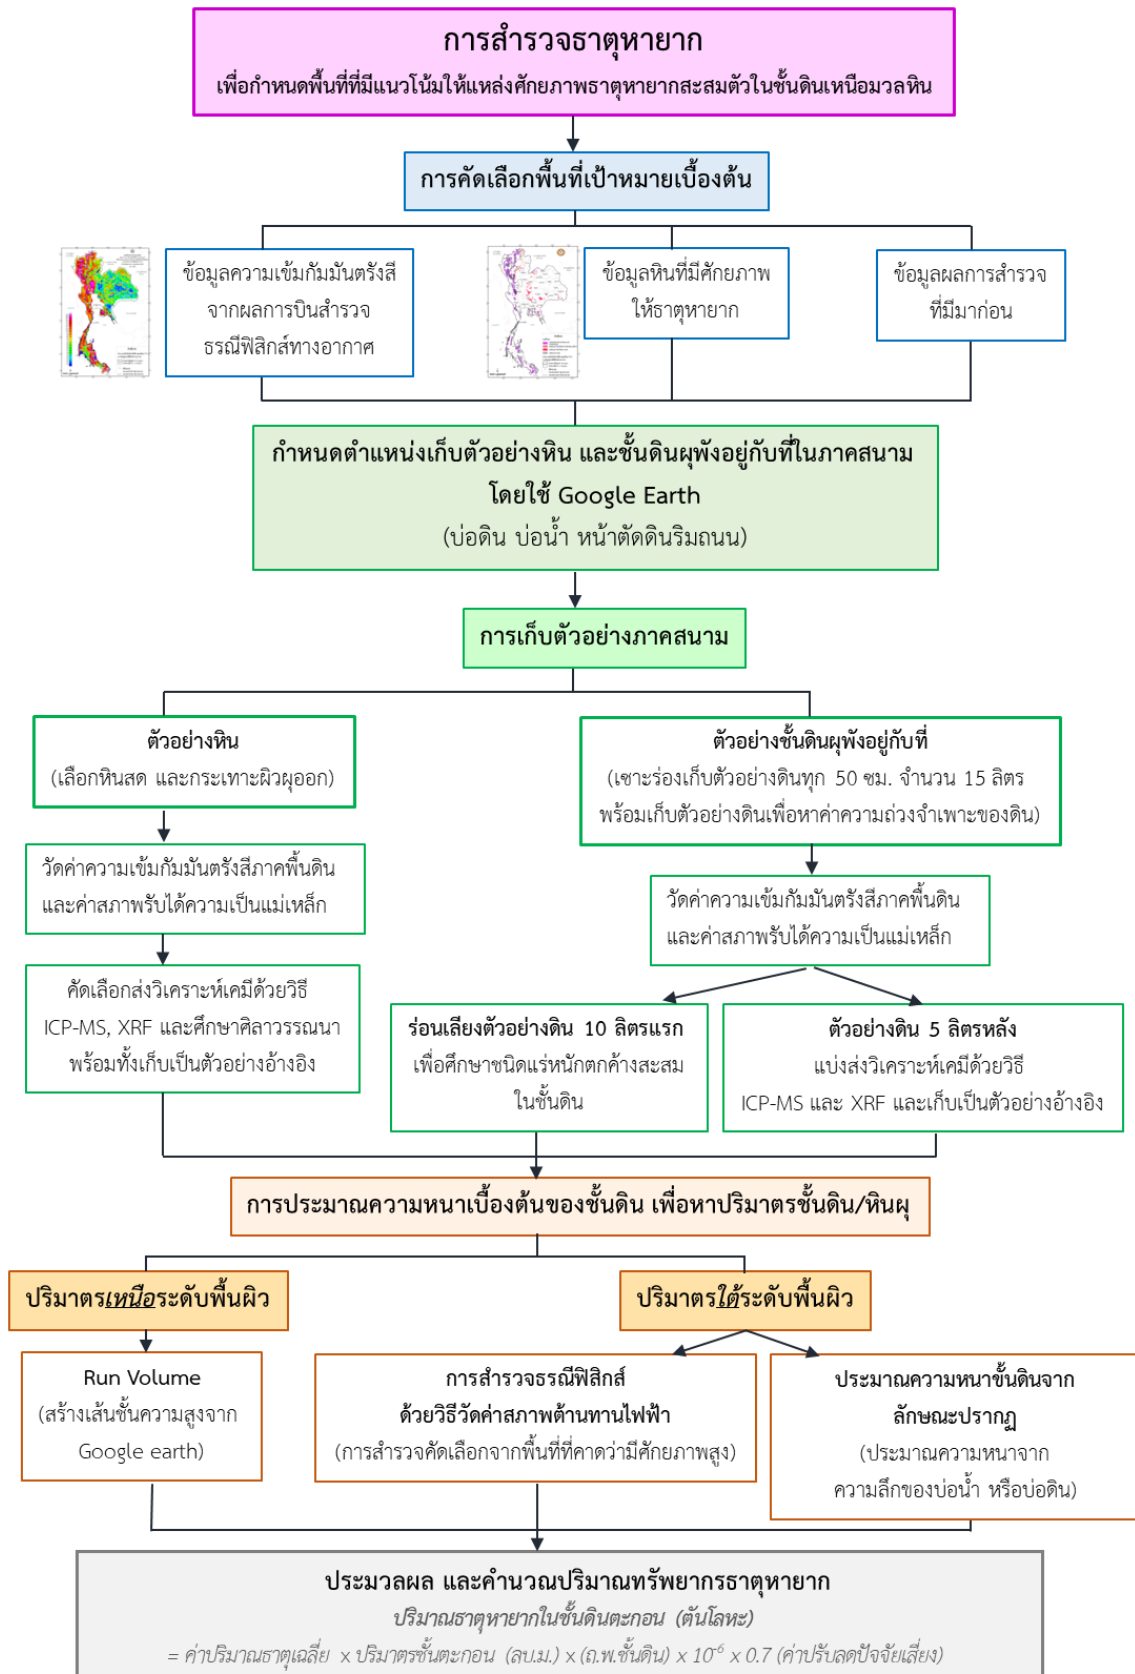 การสำรวจธาตุหายาก
เพื่อกำหนดพื้นที่ที่มีแนวโน้มให้แหล่งศักยภาพธาตุหายากสะสมตัวในชั้นดินเหนือมวลหิน
การคัดเลือกพื้นที่เป้าหมายเบื้องต้น
ข้อมูลความเข้มกัมมันตรังสี
จากผลการบินสำรวจ
ธรณีฟิสิกส์ทางอากาศ
ข้อมูลหินที่มีศักยภาพ
ให้ธาตุหายาก
ข้อมูลผลการสำรวจ
ที่มีมาก่อน
กำหนดตำแหน่งเก็บตัวอย่างหิน และชั้นดินผุพังอยู่กับที่ในภาคสนาม
โดยใช้ Google Earth
(บ่อดิน บ่อน้ำ หน้าตัดดินริมถนน)
การเก็บตัวอย่างภาคสนาม
ตัวอย่างหิน
(เลือกหินสด และกระเทาะผิวผุออก)
วัดค่าความเข้มกัมมันตรังสีภาคพื้นดิน
และค่าสภาพรับได้ความเป็นแม่เหล็ก
คัดเลือกส่งวิเคราะห์เคมีด้วยวิธี
ICP-MS, XRF และศึกษาศิลาวรรณนา
พร้อมทั้งเก็บเป็นตัวอย่างอ้างอิง
ตัวอย่างชั้นดินผุพังอยู่กับที่
(เซาะร่องเก็บตัวอย่างดินทุก 50 ซม. จำนวน 15 ลิตร
พร้อมเก็บตัวอย่างดินเพื่อหาค่าความถ่วงจำเพาะของดิน)
วัดค่าความเข้มกัมมันตรังสีภาคพื้นดิน
และค่าสภาพรับได้ความเป็นแม่เหล็ก
ร่อนเลียงตัวอย่างดิน 10 ลิตรแรก
เพื่อศึกษาชนิดแร่หนักตกค้างสะสม
ในชั้นดิน
ตัวอย่างดิน 5 ลิตรหลัง
แบ่งส่งวิเคราะห์เคมีด้วยวิธี
ICP-MS และ XRF และเก็บเป็นตัวอย่างอ้างอิง
การประมาณความหนาเบื้องต้นของชั้นดิน เพื่อหาปริมาตรชั้นดิน/หินผุ
ปริมาตรเหนือระดับพื้นผิว
Run Volume
(สร้างเส้นชั้นความสูงจาก
Google earth)
ปริมาตรใต้ระดับพื้นผิว
การสำรวจธรณีฟิสิกส์
ด้วยวิธีวัดค่าสภาพต้านทานไฟฟ้า
(การสำรวจคัดเลือกจากพื้นที่ที่คาดว่ามีศักยภาพสูง)
ประมาณความหนาชั้นดินจาก
ลักษณะปรากฏ
(ประมาณความหนาจาก
ความลึกของบ่อน้ำ หรือบ่อดิน)
ประมวลผล และคำนวณปริมาณทรัพยากรธาตุหายาก
ปริมาณธาตุหายากในชั้นดินตะกอน (ตันโลหะ)
= ค่าปริมาณธาตุเฉลี่ย x ปริมาตรชั้นตะกอน (ลบ.ม.) x (ถ.พ.ชั้นดิน) x 10⁻⁶ x 0.7 (ค่าปรับลดปัจจัยเสี่ยง)